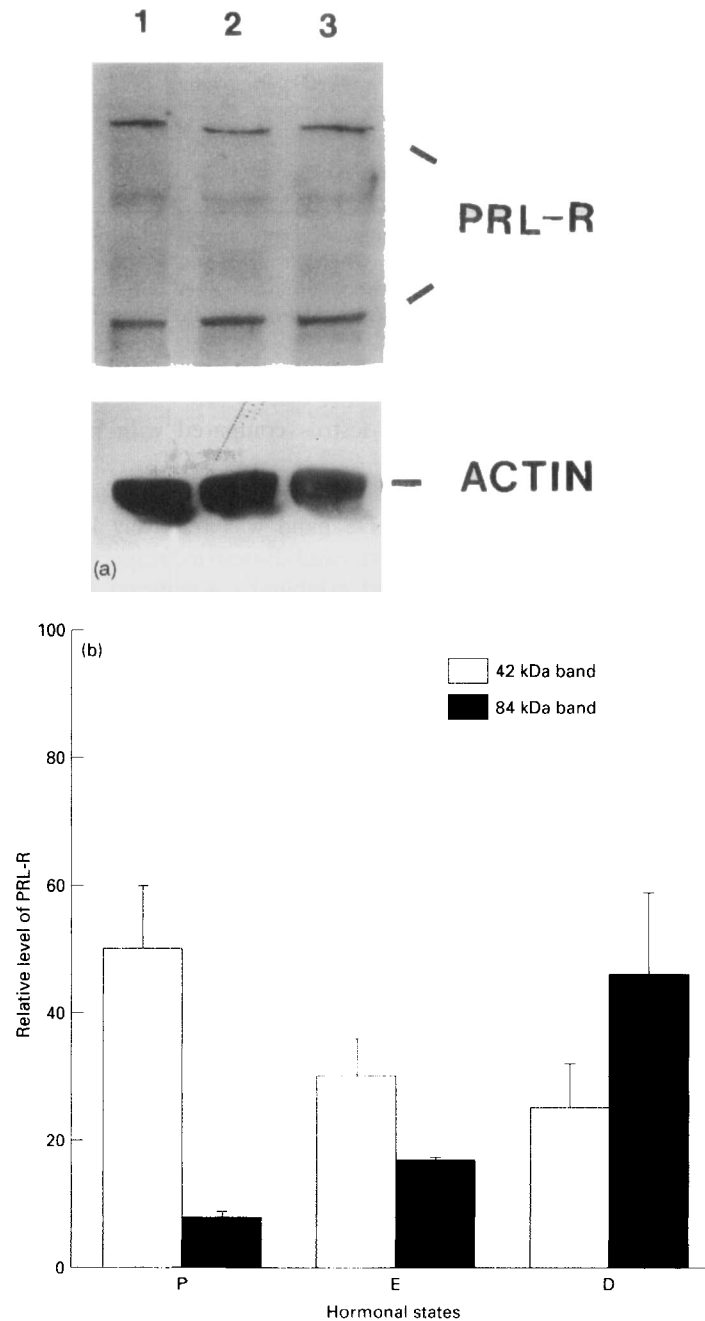 1 2 3
PRL-R
ACTIN
(a)
100
(b)
42 kDa band
84 kDa band
80
60
40
20
0
Relative level of PRL-R
P E D
Hormonal states